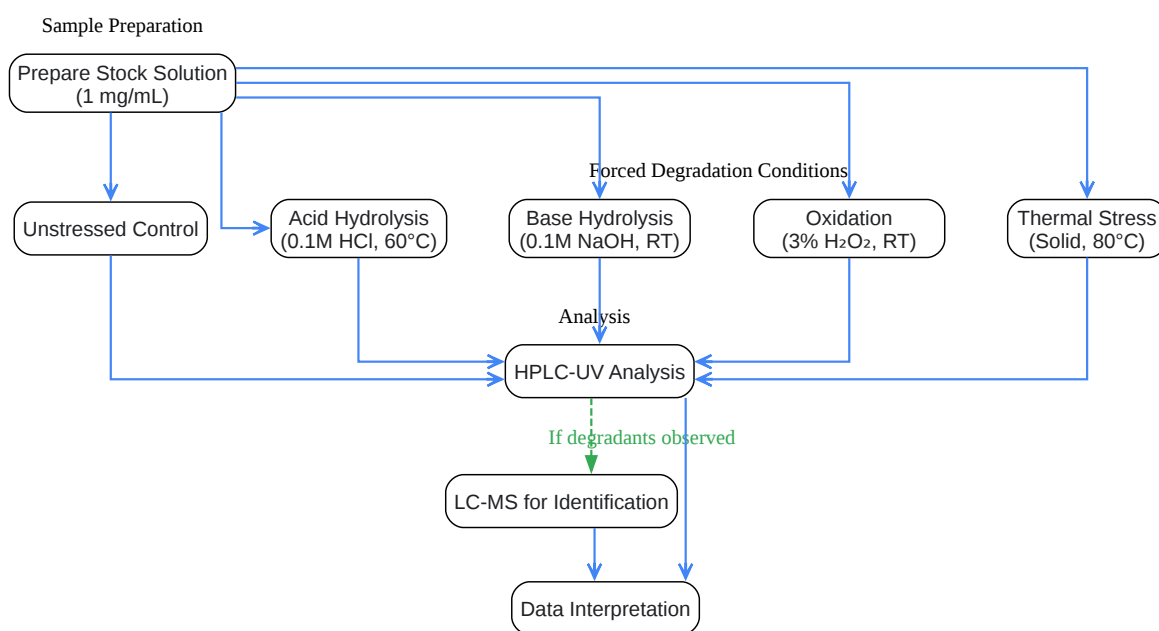 Sample Preparation
Prepare Stock Solution
(1 mg/mL)
Forced Degradation Conditions
Unstressed Control
Acid Hydrolysis
(0.1M HCl, 60°C)
Base Hydrolysis
(0.1M NaOH, RT)
Oxidation
(3% H₂O₂, RT)
Thermal Stress
(Solid, 80°C)
Analysis
HPLC-UV Analysis
If degradants observed
LC-MS for Identification
Data Interpretation